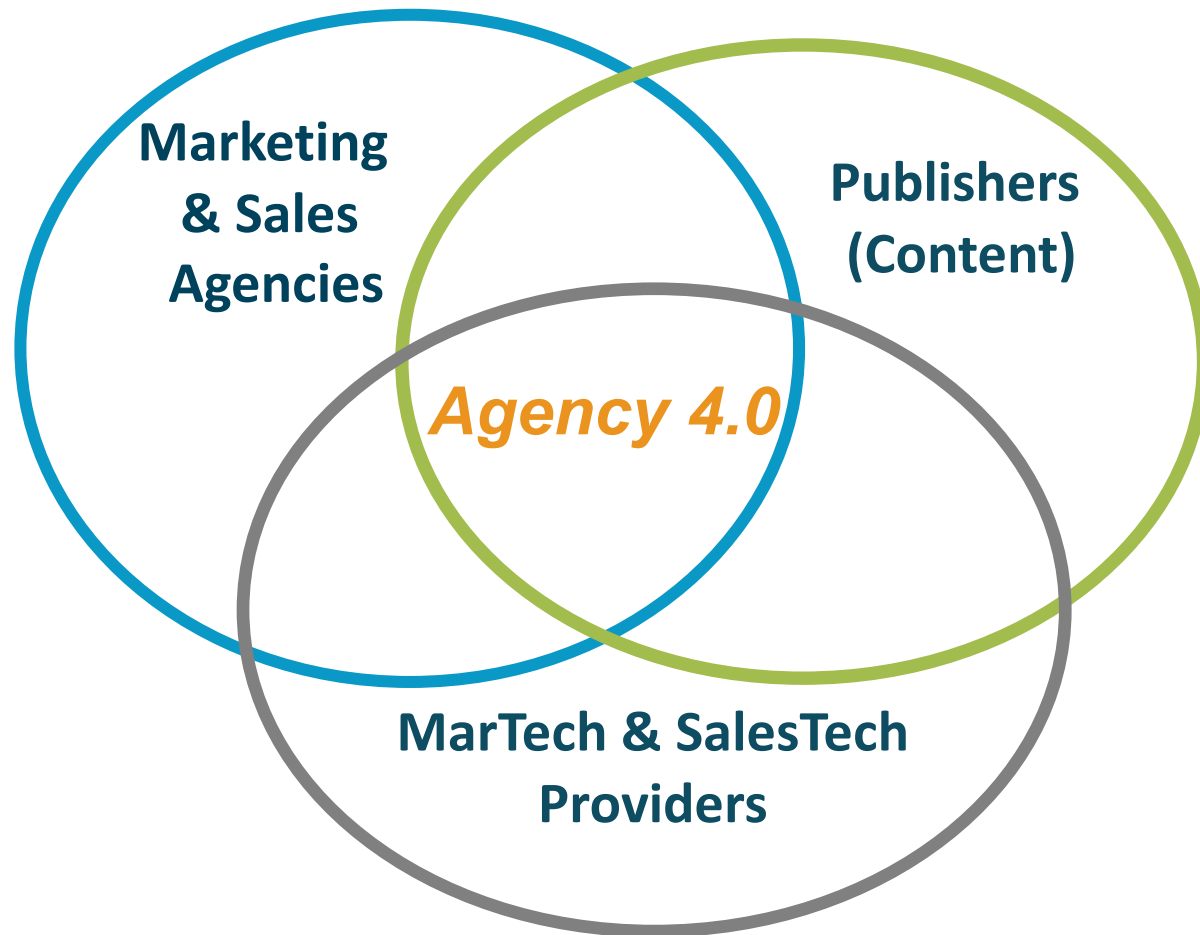 Marketing
& Sales
Agencies
Publishers
(Content)
Agency 4.0
MarTech & SalesTech
Providers